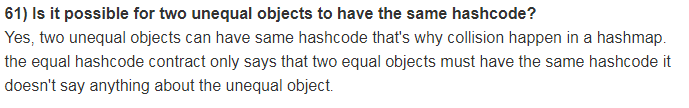 61) Is it possible for two unequal objects to have the same hashcode?
Yes, two unequal objects can have same hashcode that's why collision happen in a hashmap.
the equal hashcode contract only says that two equal objects must have the same hashcode it
doesn't say anything about the unequal object.